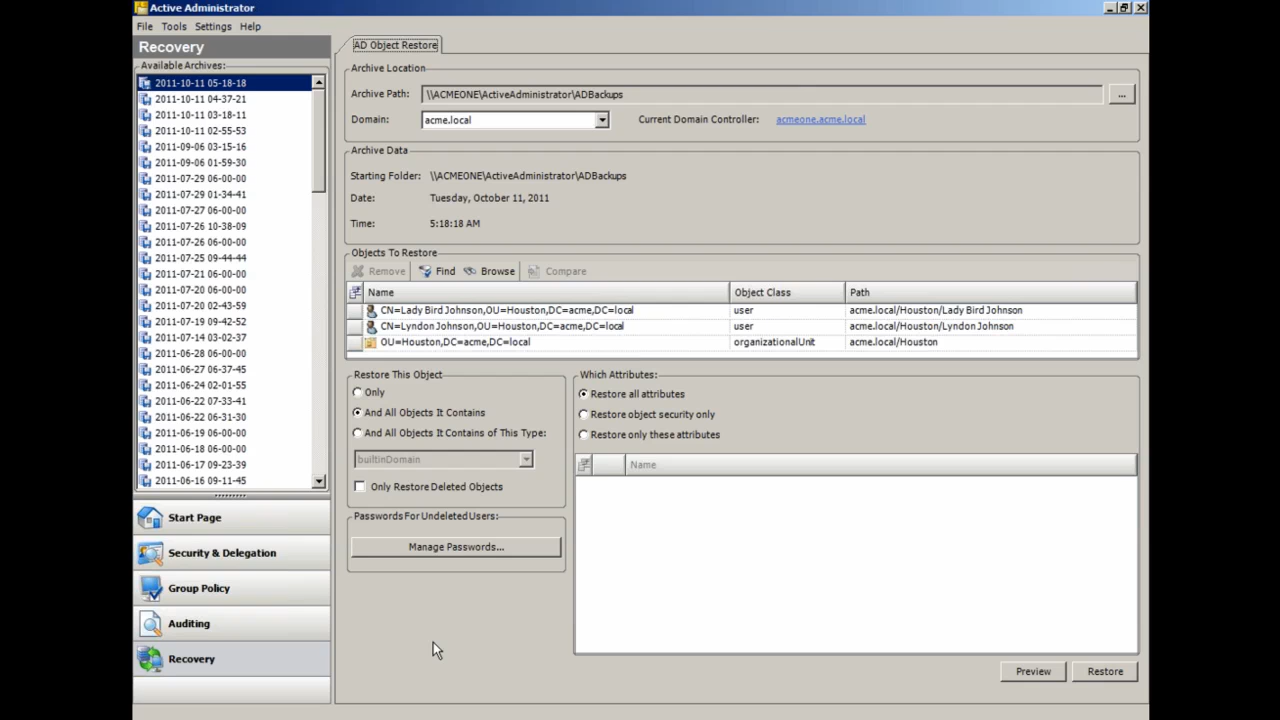 Active Administrator
File Tools Settings Help
Recovery
Available Archives:
2011-10-11 05-18-18
2011-10-11 04-37-21
2011-10-11 03-18-11
2011-10-11 02-55-53
2011-09-06 03-15-16
2011-09-06 01-59-30
2011-07-29 06-00-00
2011-07-29 01-34-41
2011-07-27 06-00-00
2011-07-26 10-38-09
2011-07-26 06-00-00
2011-07-25 09-44-44
2011-07-21 06-00-00
2011-07-20 06-00-00
2011-07-20 02-43-59
2011-07-19 09-42-52
2011-07-14 03-02-37
2011-06-28 06-00-00
2011-06-27 06-37-45
2011-06-24 02-01-55
2011-06-22 07-33-41
2011-06-22 06-31-30
2011-06-19 06-00-00
2011-06-18 06-00-00
2011-06-17 09-23-39
2011-06-16 09-11-45
Start Page
Security & Delegation
Group Policy
Auditing
Recovery
AD Object Restore
Archive Location
Archive Path: \\ACMEONE\ActiveAdministrator\ADBackups ...
Domain: acme.local Current Domain Controller: acmeone.acme.local
Archive Data
Starting Folder: \\ACMEONE\ActiveAdministrator\ADBackups
Date: Tuesday, October 11, 2011
Time: 5:18:18 AM
Objects To Restore
Remove Find Browse Compare
Name Object Class Path
CN=Lady Bird Johnson,OU=Houston,DC=acme,DC=local user acme.local/Houston/Lady Bird Johnson
CN=Lyndon Johnson,OU=Houston,DC=acme,DC=local user acme.local/Houston/Lyndon Johnson
OU=Houston,DC=acme,DC=local organizationalUnit acme.local/Houston
Restore This Object
Only
And All Objects It Contains
And All Objects It Contains of This Type:
builtinDomain
Only Restore Deleted Objects
Passwords For Undeleted Users:
Manage Passwords...
Which Attributes:
Restore all attributes
Restore object security only
Restore only these attributes
Name
Preview Restore